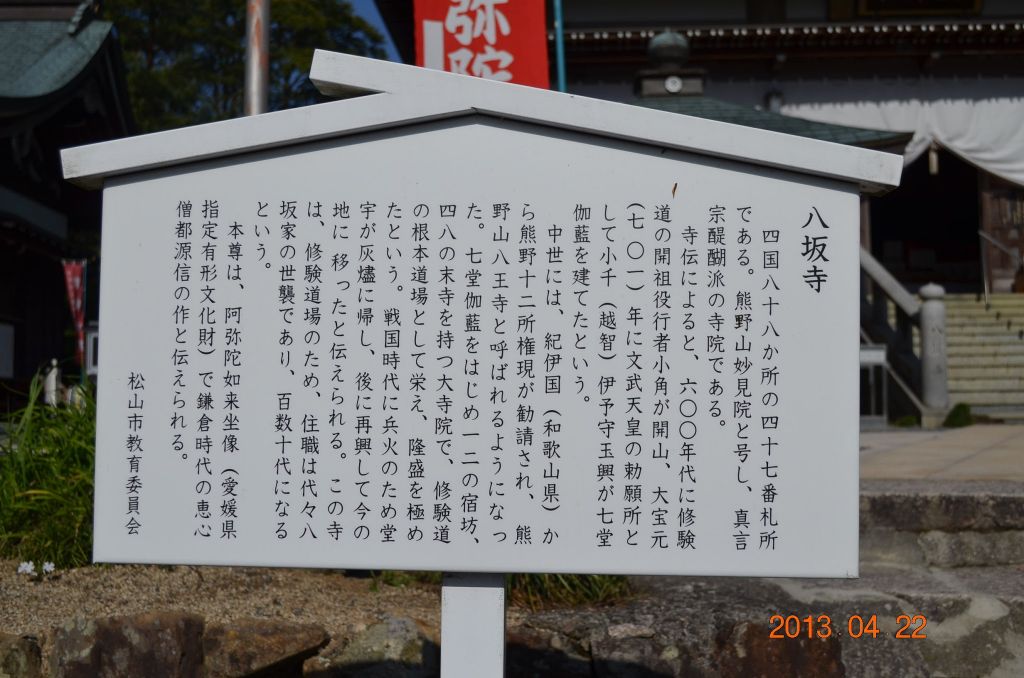 弥陀
八坂寺
四国八十八か所の四十七番札所
である。熊野山妙見院と号し、真言
宗醍醐派の寺院である。
寺伝によると、六〇〇年代に修験
道の開祖役行者小角が開山、大宝元
(七〇一)年に文武天皇の勅願所と
して小千(越智)伊予守玉興が七堂
伽藍を建てたという。
中世には、紀伊国(和歌山県)か
ら熊野十二所権現が勧請され、熊
野山八王寺と呼ばれるようになっ
た。七堂伽藍をはじめ一二の宿坊、
四八の末寺を持つ大寺院で、修験道
の根本道場として栄え、隆盛を極め
たという。戦国時代に兵火のため堂
宇が灰燼に帰し、後に再興して今の
地に移ったと伝えられる。この寺
は、修験道場のため、住職は代々八
坂家の世襲であり、百数十代になる
という。
本尊は、阿弥陀如来坐像(愛媛県
指定有形文化財)で鎌倉時代の恵心
僧都源信の作と伝えられる。
松山市教育委員会
2013 04 22